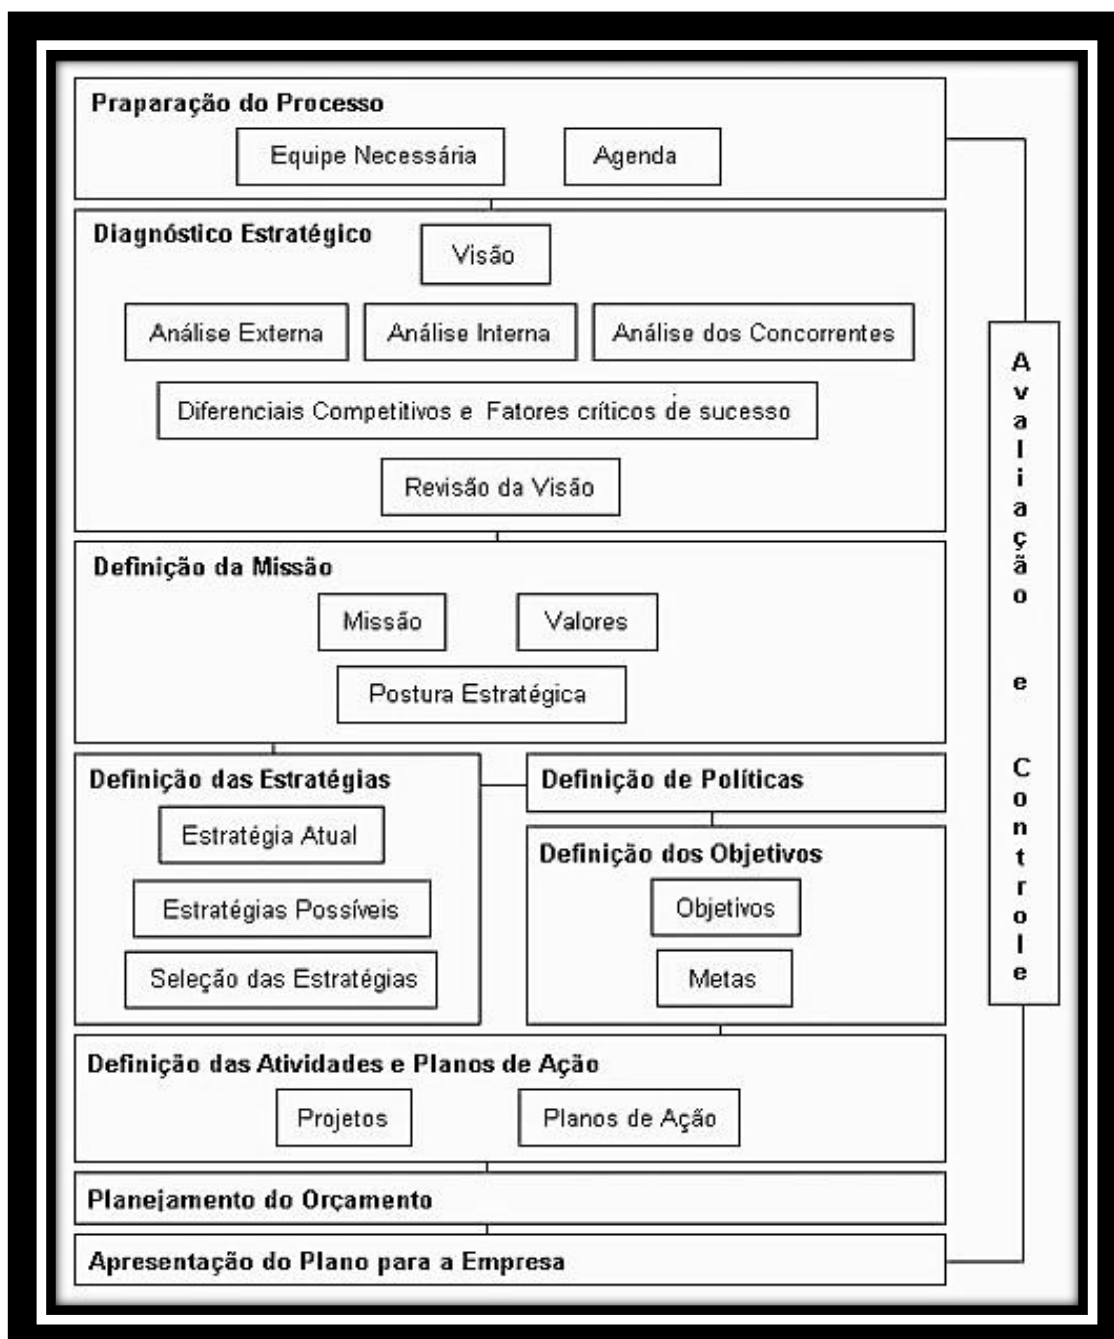 Praparação do Processo
Equipe Necessária
Agenda
Diagnóstico Estratégico
Visão
Análise Externa
Análise Interna
Análise dos Concorrentes
Diferenciais Competitivos e Fatores críticos de sucesso
Revisão da Visão
Definição da Missão
Missão
Valores
Postura Estratégica
Definição das Estratégias
Estratégia Atual
Estratégias Possíveis
Seleção das Estratégias
Definição de Políticas
Definição dos Objetivos
Objetivos
Metas
Definição das Atividades e Planos de Ação
Projetos
Planos de Ação
Planejamento do Orçamento
Apresentação do Plano para a Empresa
Avaliação e Controle